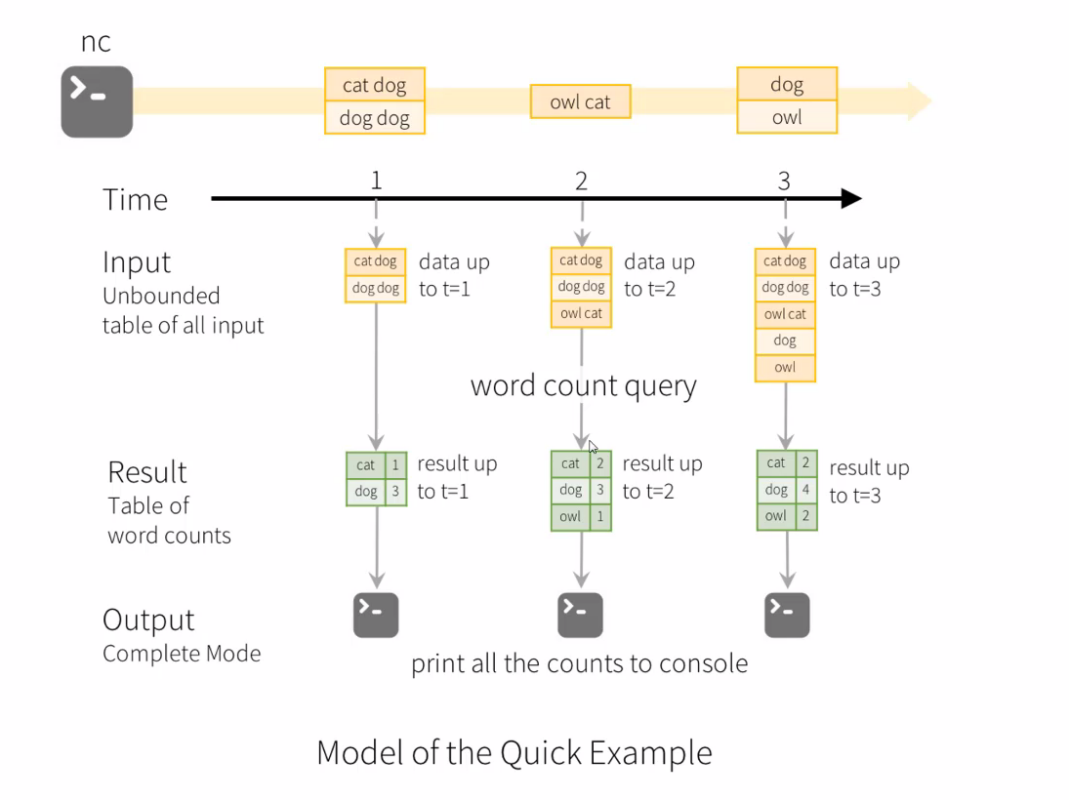 nc
cat dog
dog dog
owl cat
dog
owl
Time
1
2
3
Input
Unbounded
table of all input
cat dog
dog dog
data up
to t=1
cat dog
dog dog
owl cat
data up
to t=2
cat dog
dog dog
owl cat
dog
owl
data up
to t=3
word count query
Result
Table of
word counts
cat 1
dog 3
result up
to t=1
cat 2
dog 3
owl 1
result up
to t=2
cat 2
dog 4
owl 2
result up
to t=3
Output
Complete Mode
print all the counts to console
Model of the Quick Example